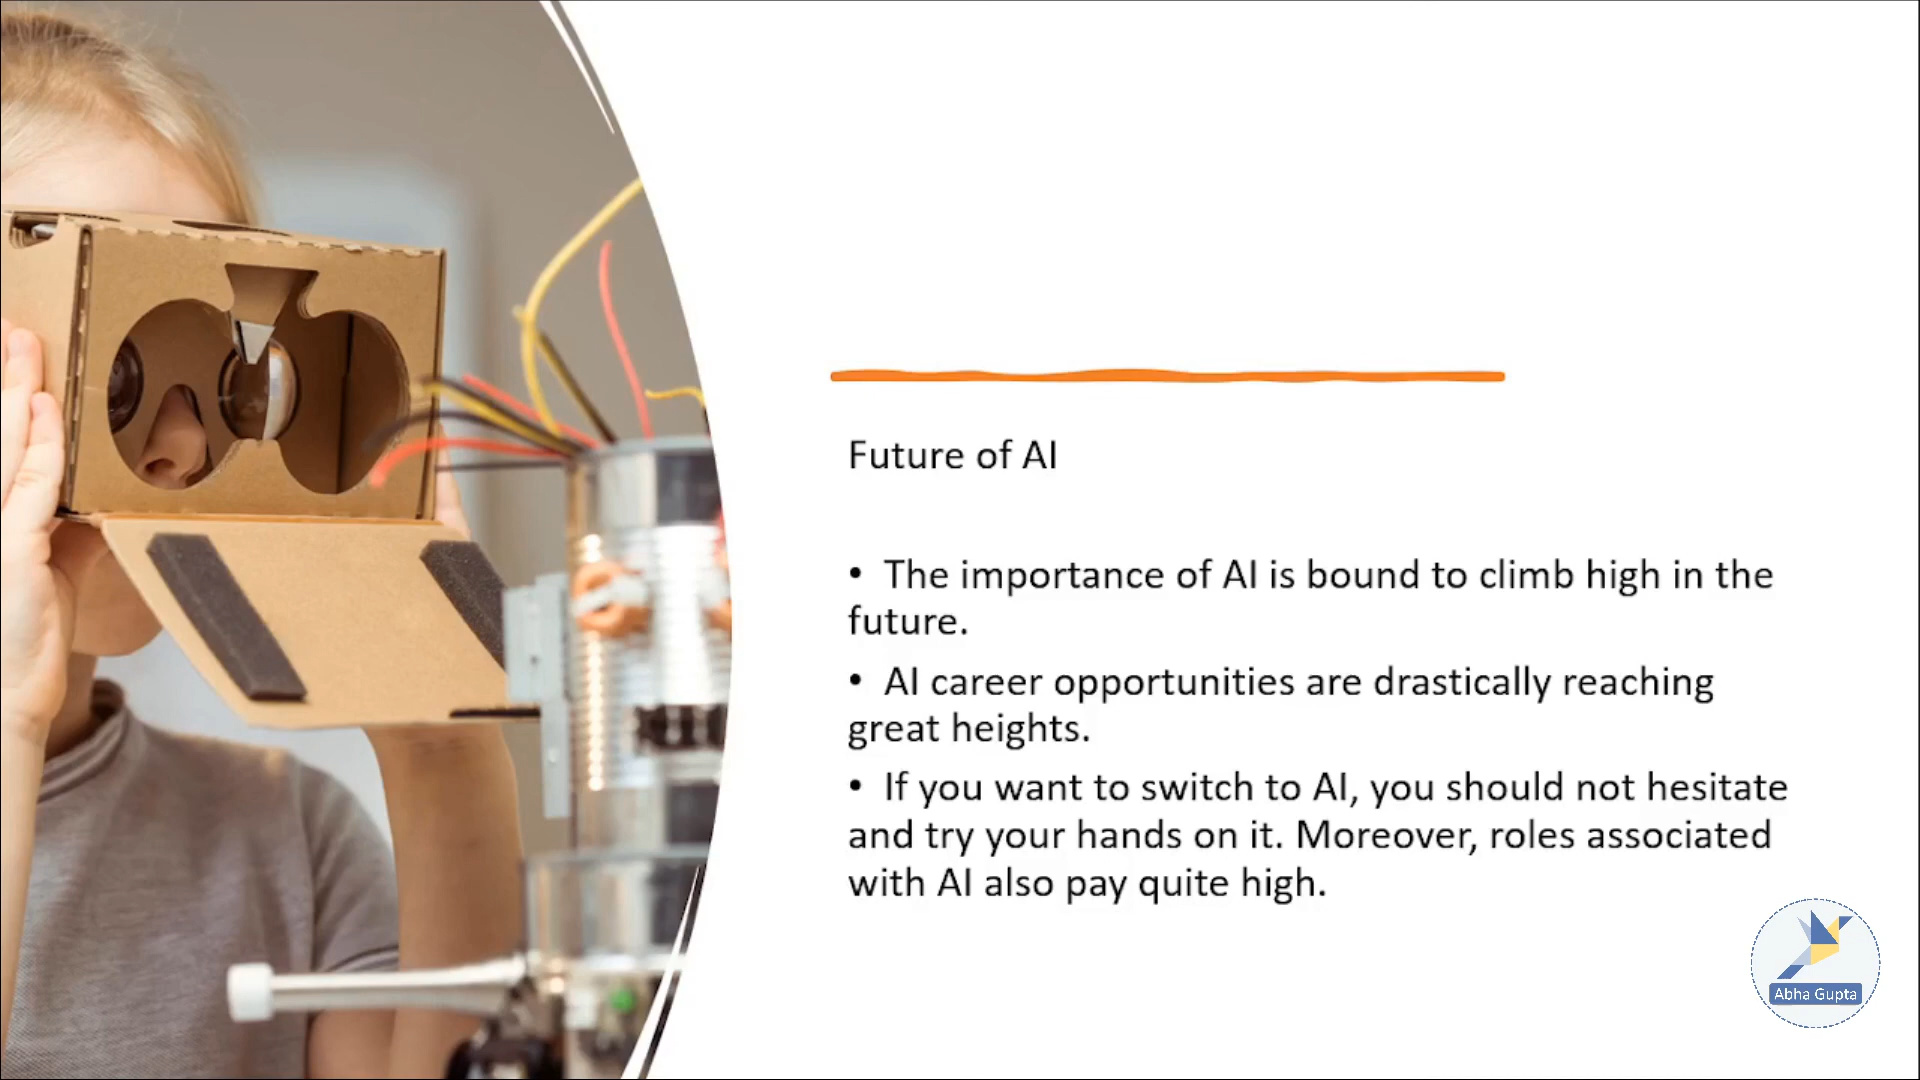 Future of AI
• The importance of AI is bound to climb high in the
future.
• AI career opportunities are drastically reaching
great heights.
• If you want to switch to AI, you should not hesitate
and try your hands on it. Moreover, roles associated
with AI also pay quite high.
Abha Gupta